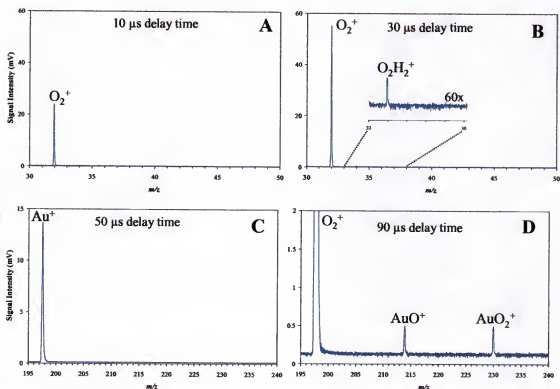 10 µs delay time
A
O₂⁺
Signal Intensity (mV)
60
40
20
0
30
35
40
45
50
m/z
30 µs delay time
B
O₂⁺
O₂H₂⁺
60x
60
40
20
0
30
35
40
45
50
m/z
50 µs delay time
C
Au⁺
Signal Intensity (mV)
15
10
5
0
195 200 205 210 215 220 225 230 235 240
m/z
90 µs delay time
D
O₂⁺
AuO⁺
AuO₂⁺
2
1.5
1
0.5
0
195 200 205 210 215 220 225 230 235 240
m/z